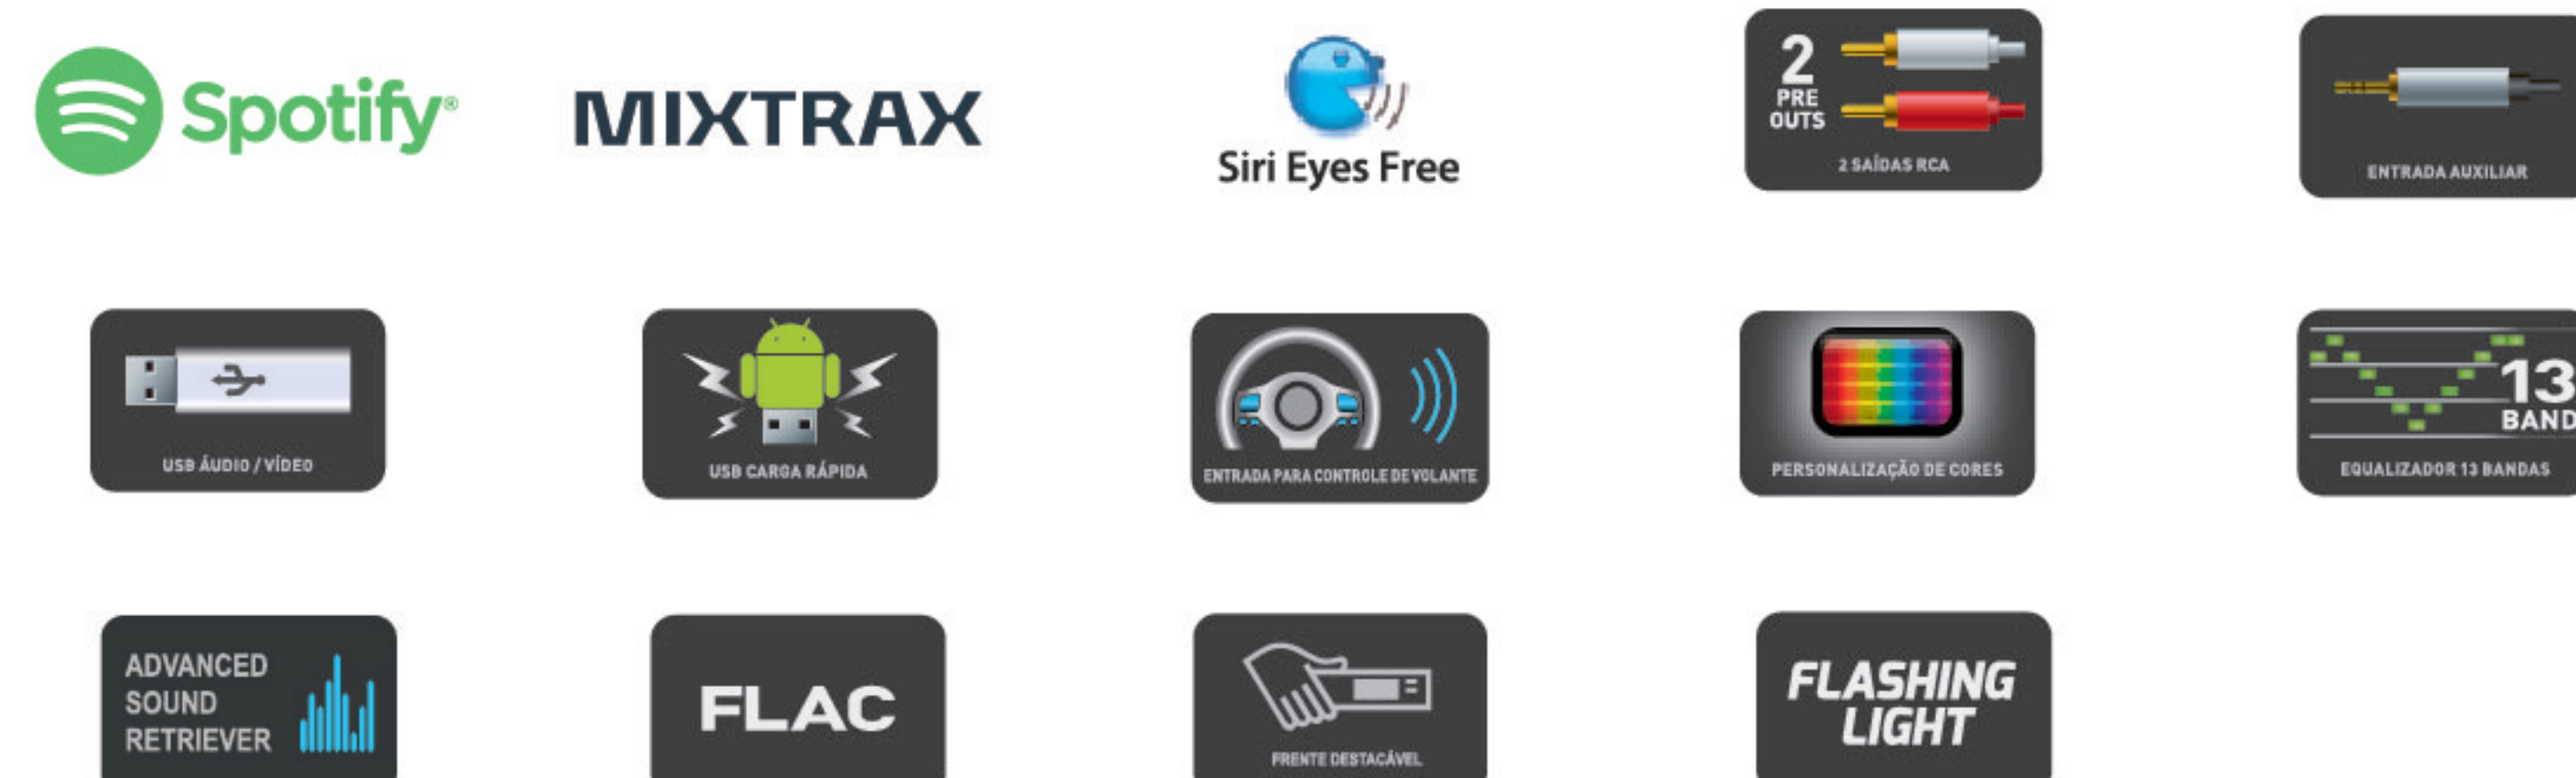 Spotify®
MIXTRAX
Siri Eyes Free
2
PRE
OUTS
2 SAÍDAS RCA
ENTRADA AUXILIAR
USB ÁUDIO / VÍDEO
USB CARGA RÁPIDA
ENTRADA PARA CONTROLE DE VOLANTE
PERSONALIZAÇÃO DE CORES
13
BAND
EQUALIZADOR 13 BANDAS
ADVANCED
SOUND
RETRIEVER
FLAC
FRENTE DESTACÁVEL
FLASHING
LIGHT